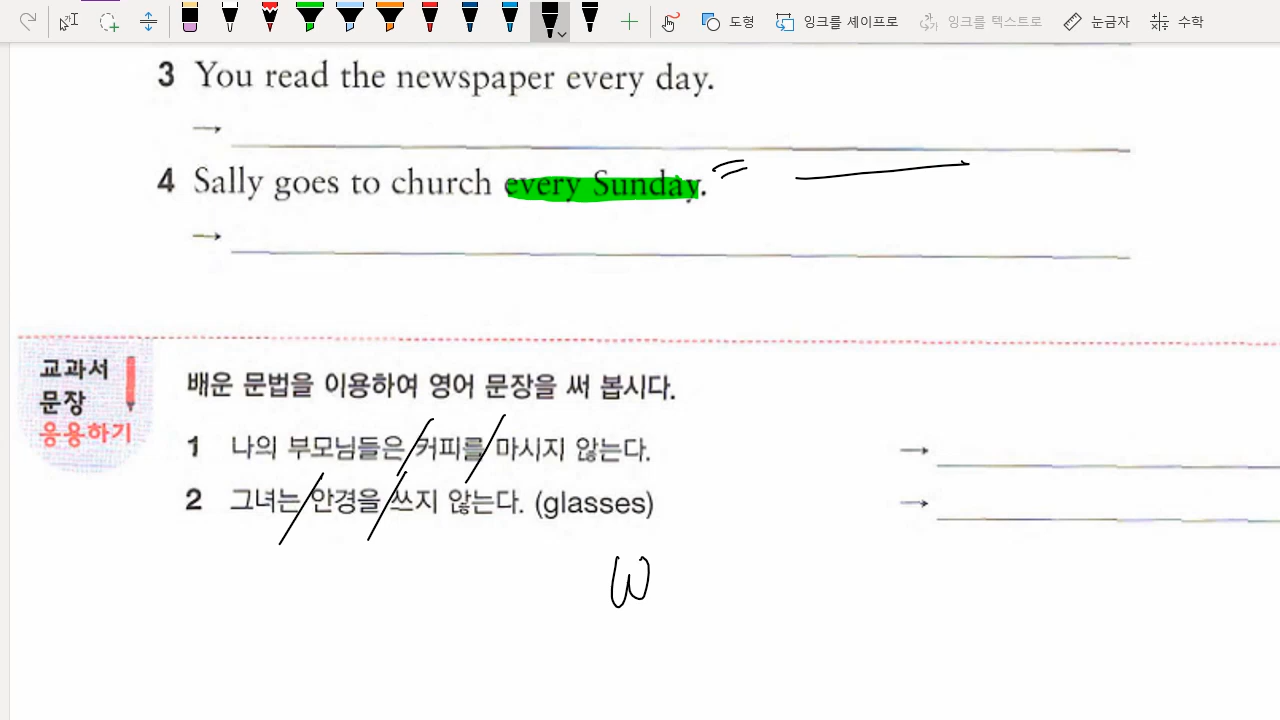 도형 잉크를 셰이프로 잉크를 텍스트로 눈금자 수학
3 You read the newspaper every day.
→
4 Sally goes to church every Sunday.
→
교과서
문장
응용하기
배운 문법을 이용하여 영어 문장을 써 봅시다.
1 나의 부모님들은 커피를 마시지 않는다. →
2 그녀는 안경을 쓰지 않는다. (glasses) →
W